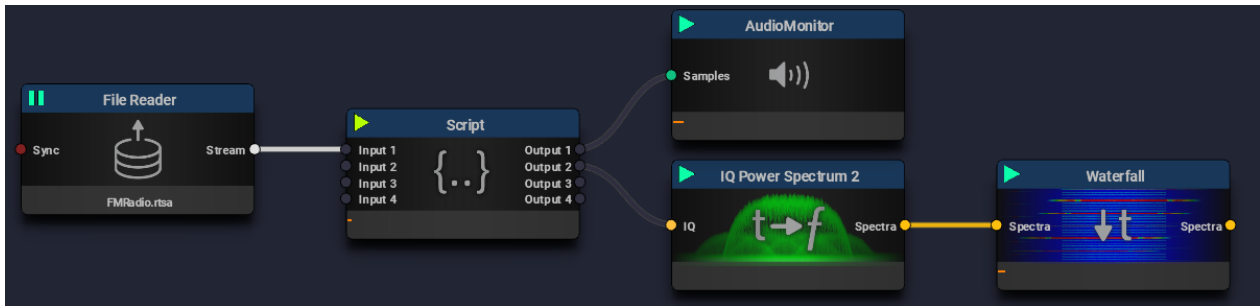 File Reader
Sync
Stream
FMRadio.rtsa
Script
Input 1
Output 1
Input 2
Output 2
Input 3
Output 3
Input 4
Output 4
{..}
AudioMonitor
Samples
IQ Power Spectrum 2
IQ
t→f
Spectra
Waterfall
Spectra
↓t
Spectra